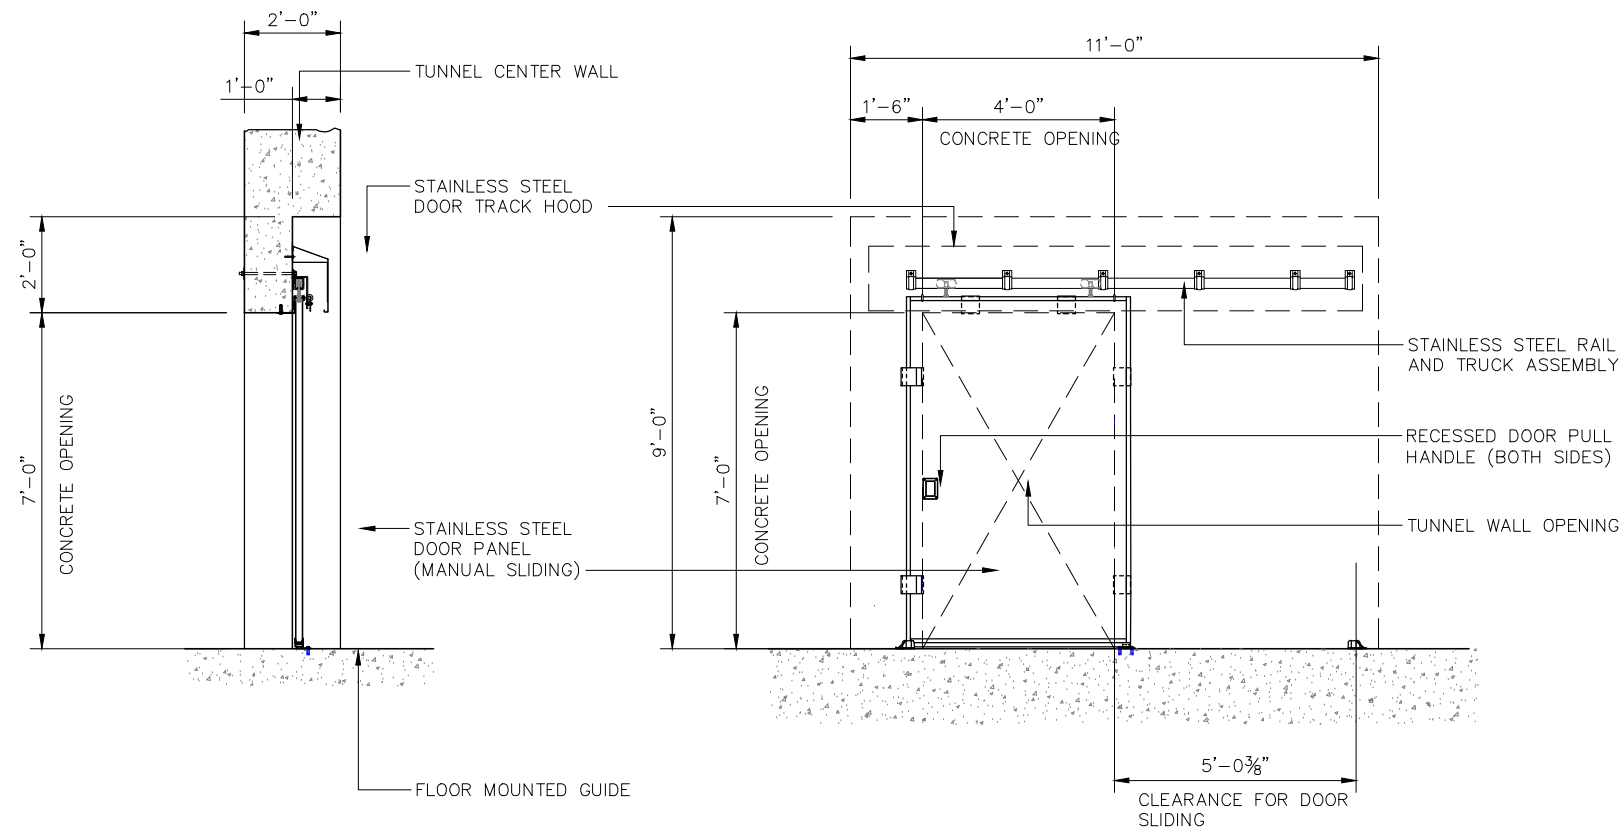 2'-0"
TUNNEL CENTER WALL
1'-0"
STAINLESS STEEL
DOOR TRACK HOOD
2'-0"
7'-0"
CONCRETE OPENING
STAINLESS STEEL
DOOR PANEL
(MANUAL SLIDING)
FLOOR MOUNTED GUIDE
11'-0"
1'-6"
4'-0"
CONCRETE OPENING
9'-0"
7'-0"
CONCRETE OPENING
STAINLESS STEEL RAIL
AND TRUCK ASSEMBLY
RECESSED DOOR PULL
HANDLE (BOTH SIDES)
TUNNEL WALL OPENING
5'-0⅜"
CLEARANCE FOR DOOR
SLIDING